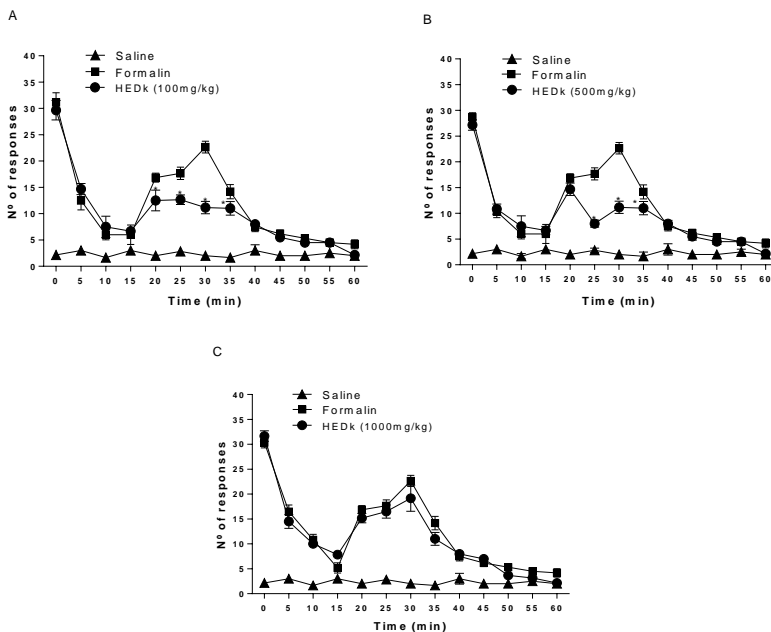 A
Saline
Formalin
HEDk (100mg/kg)
Nº of responses
40
35
30
25
20
15
10
5
0
0 5 10 15 20 25 30 35 40 45 50 55 60
Time (min)
* * * *
B
Saline
Formalin
HEDk (500mg/kg)
Nº of responses
40
35
30
25
20
15
10
5
0
0 5 10 15 20 25 30 35 40 45 50 55 60
Time (min)
* * *
C
Saline
Formalin
HEDk (1000mg/kg)
Nº of responses
40
35
30
25
20
15
10
5
0
0 5 10 15 20 25 30 35 40 45 50 55 60
Time (min)